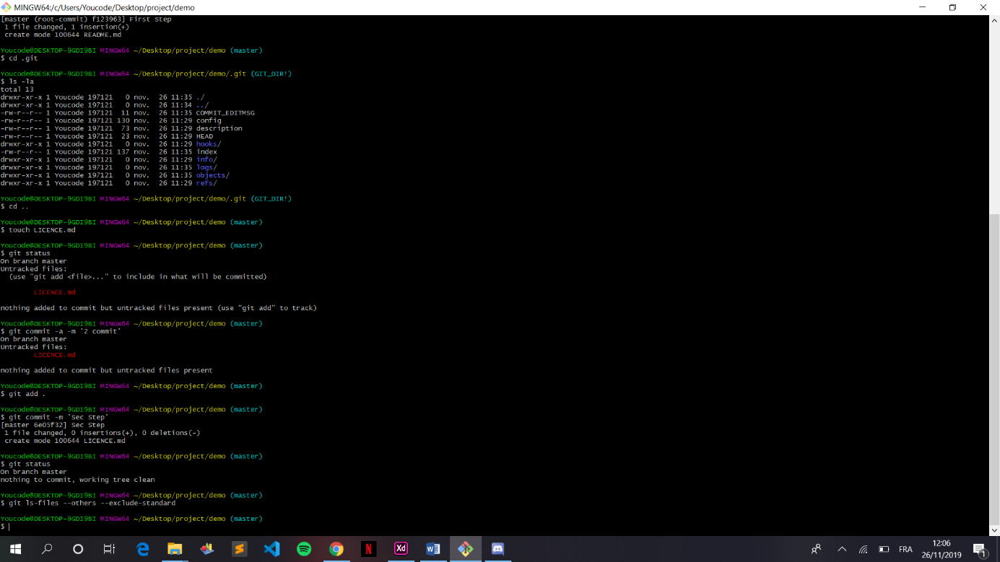 MINGW64:/c/Users/Youcode/Desktop/project/demo
[master (root-commit) f123963] First Step
 1 file changed, 1 insertion(+)
 create mode 100644 README.md

Youcode@DESKTOP-9GDI9BI MINGW64 ~/Desktop/project/demo (master)
$ cd .git

Youcode@DESKTOP-9GDI9BI MINGW64 ~/Desktop/project/demo/.git (GIT_DIR!)
$ ls -la
total 13
drwxr-xr-x 1 Youcode 197121   0 nov.  26 11:35 ./
drwxr-xr-x 1 Youcode 197121   0 nov.  26 11:34 ../
-rw-r--r-- 1 Youcode 197121  11 nov.  26 11:35 COMMIT_EDITMSG
-rw-r--r-- 1 Youcode 197121 130 nov.  26 11:29 config
-rw-r--r-- 1 Youcode 197121  73 nov.  26 11:29 description
-rw-r--r-- 1 Youcode 197121  23 nov.  26 11:29 HEAD
drwxr-xr-x 1 Youcode 197121   0 nov.  26 11:29 hooks/
-rw-r--r-- 1 Youcode 197121 137 nov.  26 11:35 index
drwxr-xr-x 1 Youcode 197121   0 nov.  26 11:29 info/
drwxr-xr-x 1 Youcode 197121   0 nov.  26 11:35 logs/
drwxr-xr-x 1 Youcode 197121   0 nov.  26 11:35 objects/
drwxr-xr-x 1 Youcode 197121   0 nov.  26 11:29 refs/

Youcode@DESKTOP-9GDI9BI MINGW64 ~/Desktop/project/demo/.git (GIT_DIR!)
$ cd ..

Youcode@DESKTOP-9GDI9BI MINGW64 ~/Desktop/project/demo (master)
$ touch LICENCE.md

Youcode@DESKTOP-9GDI9BI MINGW64 ~/Desktop/project/demo (master)
$ git status
On branch master
Untracked files:
  (use "git add <file>..." to include in what will be committed)

        LICENCE.md

nothing added to commit but untracked files present (use "git add" to track)

Youcode@DESKTOP-9GDI9BI MINGW64 ~/Desktop/project/demo (master)
$ git commit -a -m '2 commit'
On branch master
Untracked files:
        LICENCE.md

nothing added to commit but untracked files present

Youcode@DESKTOP-9GDI9BI MINGW64 ~/Desktop/project/demo (master)
$ git add .

Youcode@DESKTOP-9GDI9BI MINGW64 ~/Desktop/project/demo (master)
$ git commit -m 'Sec Step'
[master 6e05f32] Sec Step
 1 file changed, 0 insertions(+), 0 deletions(-)
 create mode 100644 LICENCE.md

Youcode@DESKTOP-9GDI9BI MINGW64 ~/Desktop/project/demo (master)
$ git status
On branch master
nothing to commit, working tree clean

Youcode@DESKTOP-9GDI9BI MINGW64 ~/Desktop/project/demo (master)
$ git ls-files --others --exclude-standard

Youcode@DESKTOP-9GDI9BI MINGW64 ~/Desktop/project/demo (master)
$
N
Xd
W
FRA
12:06
26/11/2019
1